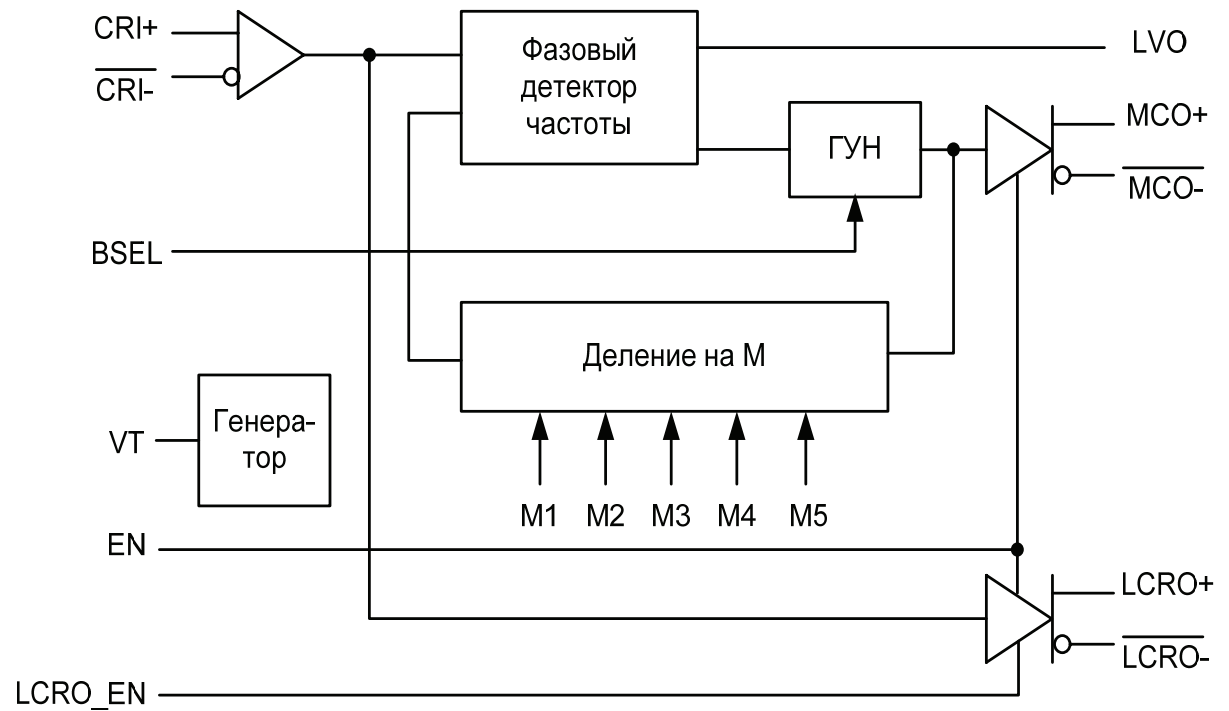 CRI+
CRI-
Фазовый
детектор
частоты
LVO
ГУН
MCO+
MCO-
BSEL
Деление на М
Генера-
тор
VT
M1 M2 M3 M4 M5
EN
LCRO+
LCRO-
LCRO_EN